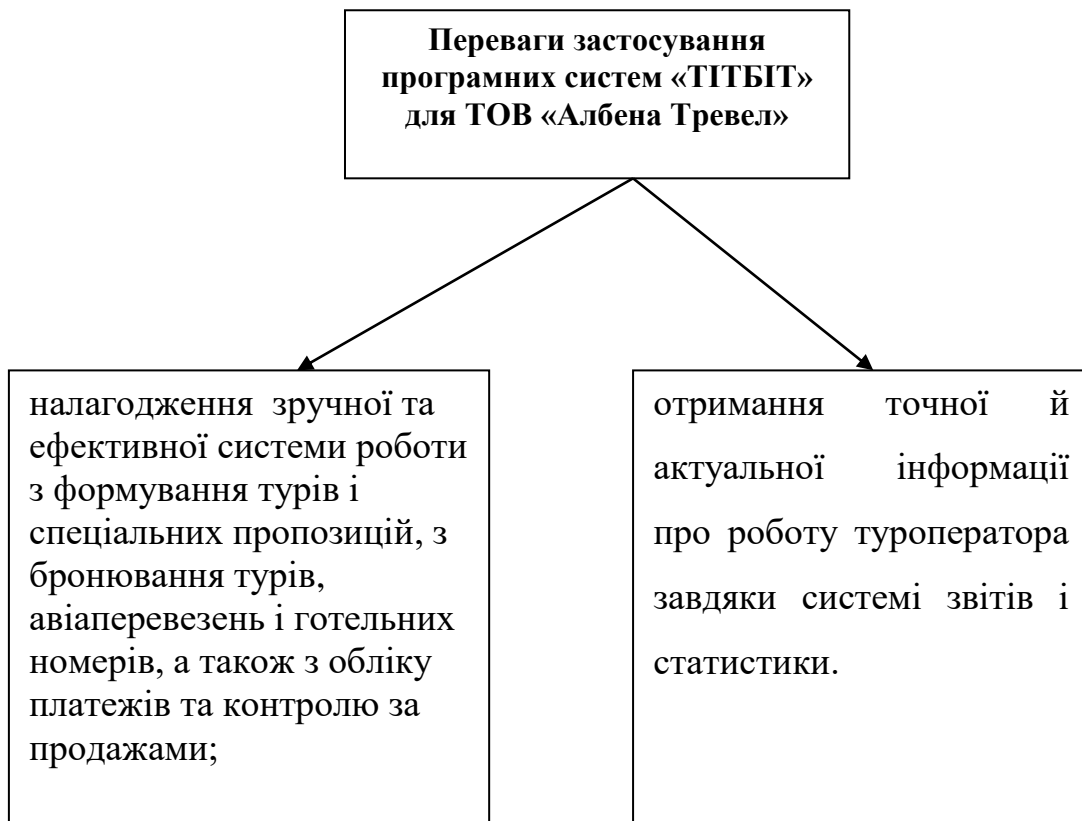 Переваги застосування
програмних систем «ТІТБІТ»
для ТОВ «Албена Тревел»
налагодження зручної та
ефективної системи роботи
з формування турів і
спеціальних пропозицій, з
бронювання турів,
авіаперевезень і готельних
номерів, а також з обліку
платежів та контролю за
продажами;
отримання точної й
актуальної інформації
про роботу туроператора
завдяки системі звітів і
статистики.